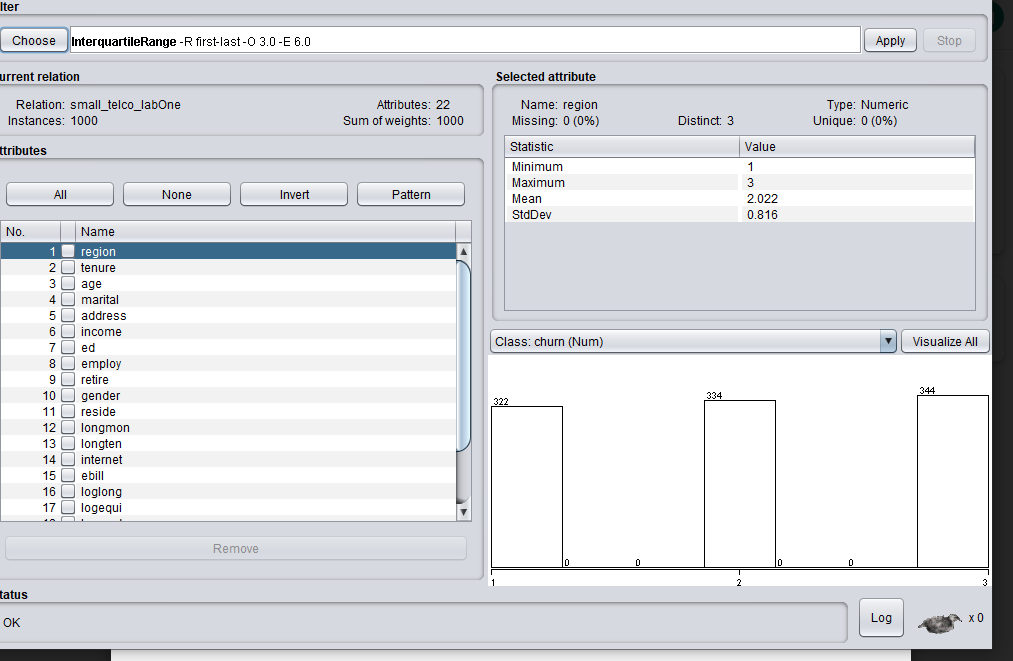 lter
Choose InterquartileRange -R first-last -O 3.0 -E 6.0 Apply Stop
urrent relation
Relation: small_telco_labOne Attributes: 22
Instances: 1000 Sum of weights: 1000
ttributes
All None Invert Pattern
No. Name
1 region
2 tenure
3 age
4 marital
5 address
6 income
7 ed
8 employ
9 retire
10 gender
11 reside
12 longmon
13 longten
14 internet
15 ebill
16 loglong
17 logequi
Remove
Selected attribute
Name: region Type: Numeric
Missing: 0 (0%) Distinct: 3 Unique: 0 (0%)
Statistic Value
Minimum 1
Maximum 3
Mean 2.022
StdDev 0.816
Class: churn (Num) Visualize All
322 334 344
0 0 0 0
1 2 3
tatus
OK Log x 0